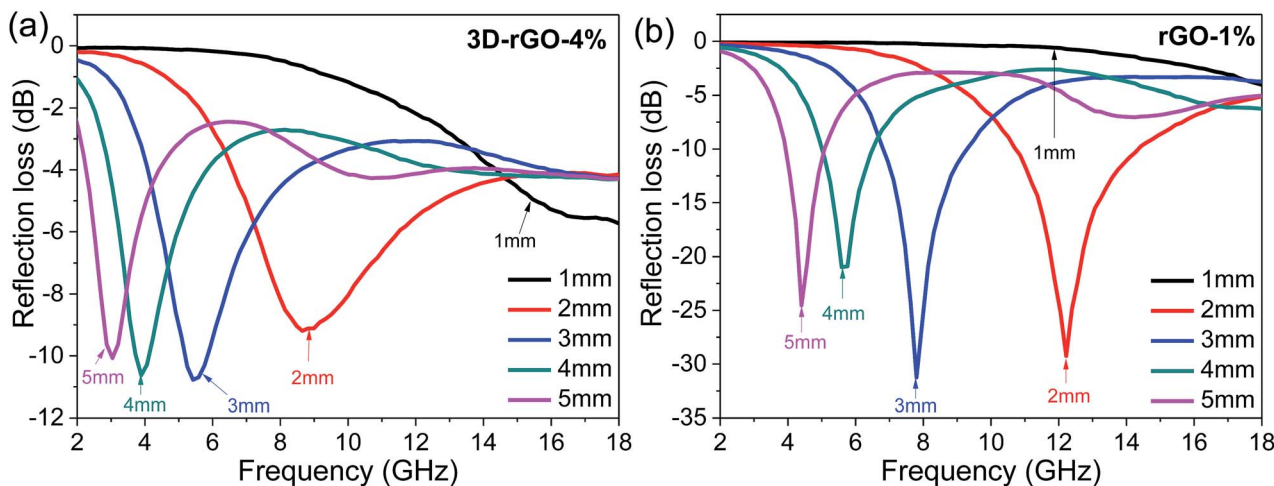 (a)
3D-rGO-4%
Reflection loss (dB)
0
-2
-4
-6
-8
-10
-12
1mm
2mm
3mm
4mm
5mm
1mm
2mm
3mm
4mm
5mm
2 4 6 8 10 12 14 16 18
Frequency (GHz)
(b)
rGO-1%
Reflection loss (dB)
0
-5
-10
-15
-20
-25
-30
-35
1mm
5mm
4mm
3mm
2mm
1mm
2mm
3mm
4mm
5mm
2 4 6 8 10 12 14 16 18
Frequency (GHz)